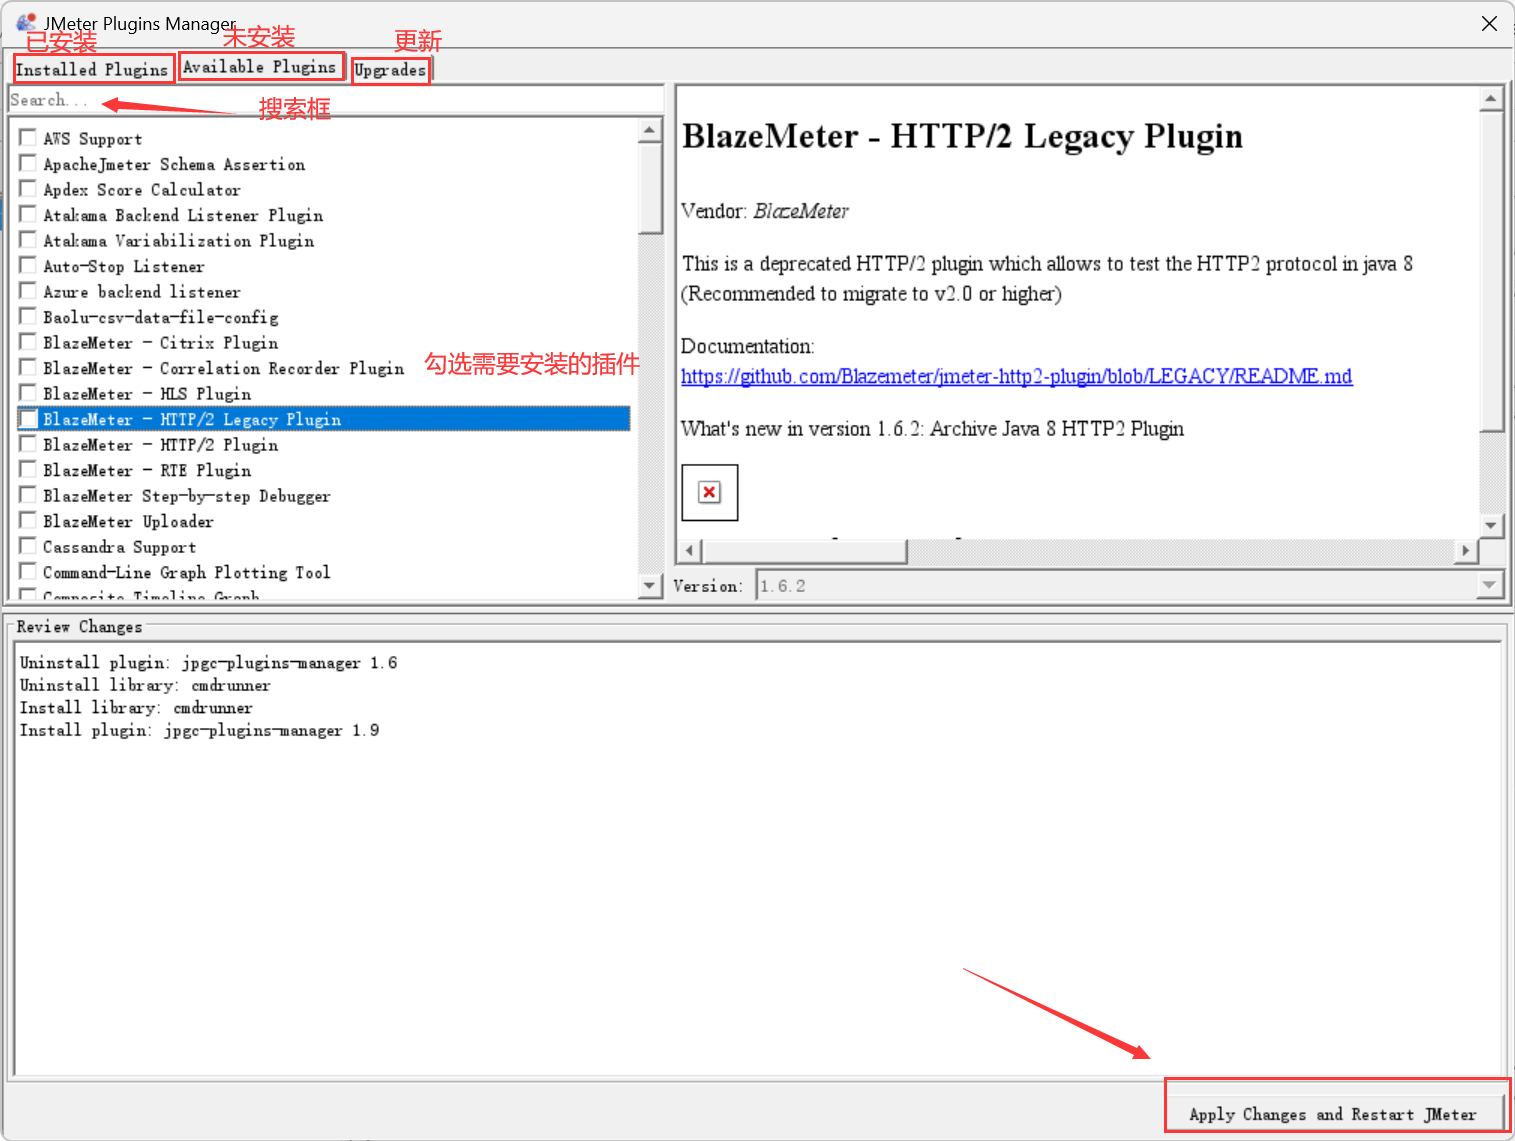 JMeter Plugins Manager
已安装
未安装
更新
Installed Plugins
Available Plugins
Upgrades
Search...
搜索框
AWS Support
ApacheJmeter Schema Assertion
Apdex Score Calculator
Atakama Backend Listener Plugin
Atakama Variabilization Plugin
Auto-Stop Listener
Azure backend listener
Baolu-csv-data-file-config
BlazeMeter - Citrix Plugin
BlazeMeter - Correlation Recorder Plugin
勾选需要安装的插件
BlazeMeter - HLS Plugin
BlazeMeter - HTTP/2 Legacy Plugin
BlazeMeter - HTTP/2 Plugin
BlazeMeter - RTE Plugin
BlazeMeter Step-by-step Debugger
BlazeMeter Uploader
Cassandra Support
Command-Line Graph Plotting Tool
Composite Timeline Graph
BlazeMeter - HTTP/2 Legacy Plugin
Vendor: BlazeMeter
This is a deprecated HTTP/2 plugin which allows to test the HTTP2 protocol in java 8
(Recommended to migrate to v2.0 or higher)
Documentation:
https://github.com/Blazemeter/jmeter-http2-plugin/blob/LEGACY/README.md
What's new in version 1.6.2: Archive Java 8 HTTP2 Plugin
Version: 1.6.2
Review Changes
Uninstall plugin: jpgc-plugins-manager 1.6
Uninstall library: cmdrunner
Install library: cmdrunner
Install plugin: jpgc-plugins-manager 1.9
Apply Changes and Restart JMeter